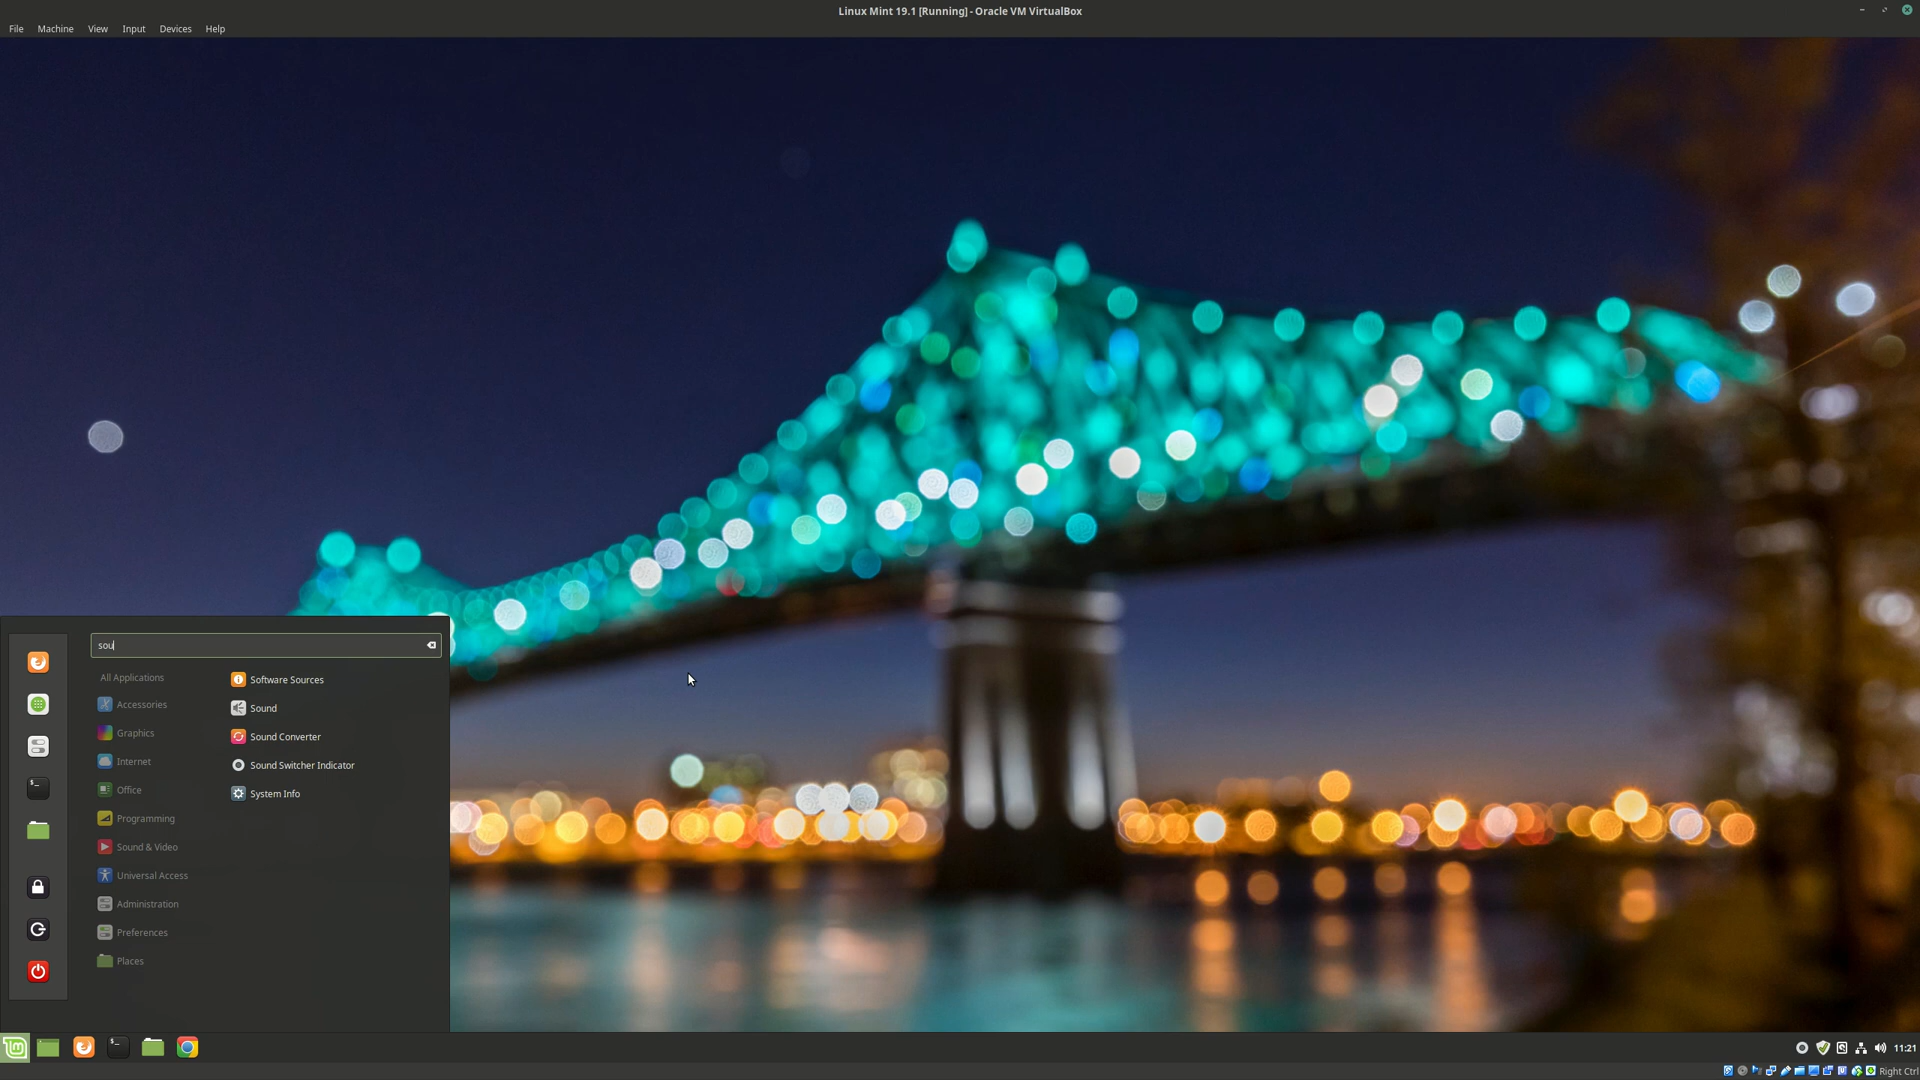 Linux Mint 19.1 [Running] - Oracle VM VirtualBox
File Machine View Input Devices Help
sou
All Applications
Accessories
Graphics
Internet
Office
Programming
Sound & Video
Universal Access
Administration
Preferences
Places
Software Sources
Sound
Sound Converter
Sound Switcher Indicator
System Info
11:21
Right Ctrl